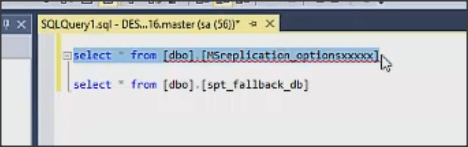 SQLQuery1.sql - DES...16.master (sa (56))*
select * from [dbo].[MSreplication_optionsxxxxx]
select * from [dbo].[spt_fallback_db]